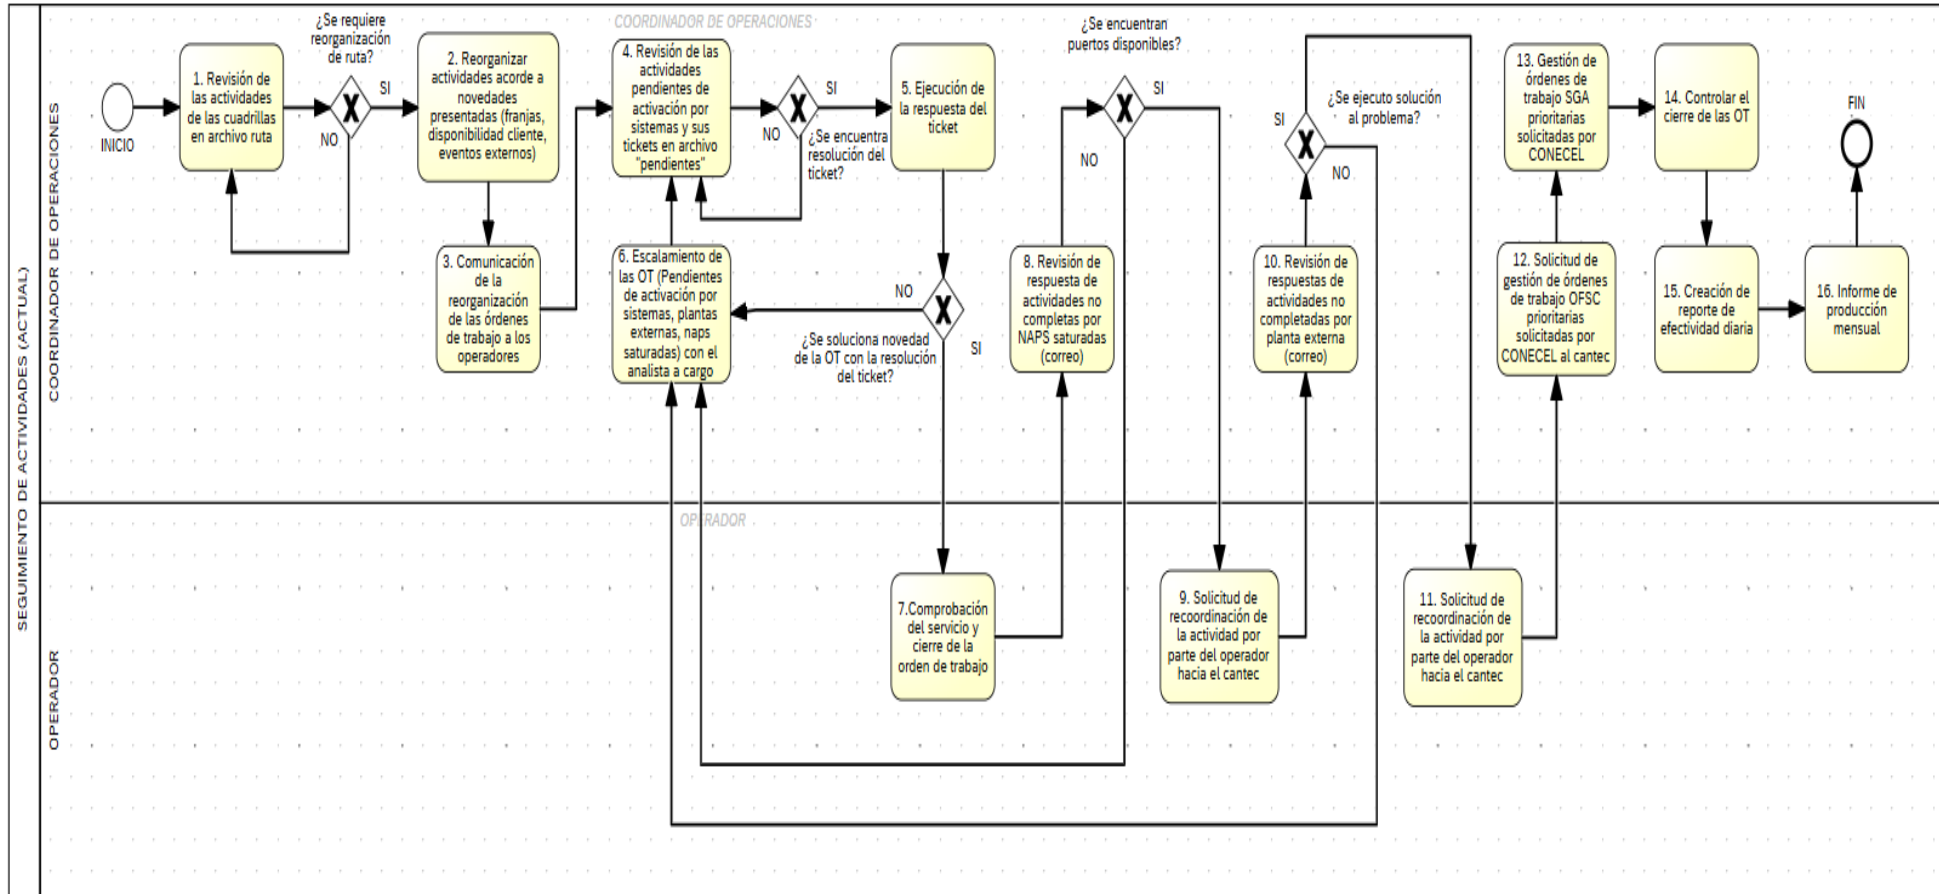 SEGUIMIENTO DE ACTIVIDADES (ACTUAL)
COORDINADOR DE OPERACIONES
COORDINADOR DE OPERACIONES
INICIO
1. Revisión de
las actividades
de las cuadrillas
en archivo ruta
¿Se requiere
reorganización
de ruta?
SI
NO
2. Reorganizar
actividades acorde a
novedades
presentadas (franjas,
disponibilidad cliente,
eventos externos)
3. Comunicación
de la
reorganización
de las órdenes
de trabajo a los
operadores
4. Revisión de las
actividades
pendientes de
activación por
sistemas y sus
tickets en archivo
"pendientes"
SI
NO
¿Se encuentra
resolución del
ticket?
5. Ejecución de
la respuesta del
ticket
6. Escalamiento de
las OT (Pendientes
de activación por
sistemas, plantas
externas, naps
saturadas) con el
analista a cargo
NO
SI
¿Se soluciona novedad
de la OT con la resolución
del ticket?
8. Revisión de
respuesta de
actividades no
completas por
NAPS saturadas
(correo)
¿Se encuentran
puertos disponibles?
SI
NO
10. Revisión de
respuestas de
actividades no
completadas por
planta externa
(correo)
SI
¿Se ejecuto solución
al problema?
NO
12. Solicitud de
gestión de órdenes
de trabajo OFSC
prioritarias
solicitadas por
CONECEL al cantec
13. Gestión de
órdenes de
trabajo SGA
prioritarias
solicitadas por
CONECEL
14. Controlar el
cierre de las OT
15. Creación de
reporte de
efectividad diaria
16. Informe de
producción
mensual
FIN
OPERADOR
OPERADOR
7.Comprobación
del servicio y
cierre de la
orden de trabajo
9. Solicitud de
recoordinación de
la actividad por
parte del operador
hacia el cantec
11. Solicitud de
recoordinación de
la actividad por
parte del operador
hacia el cantec